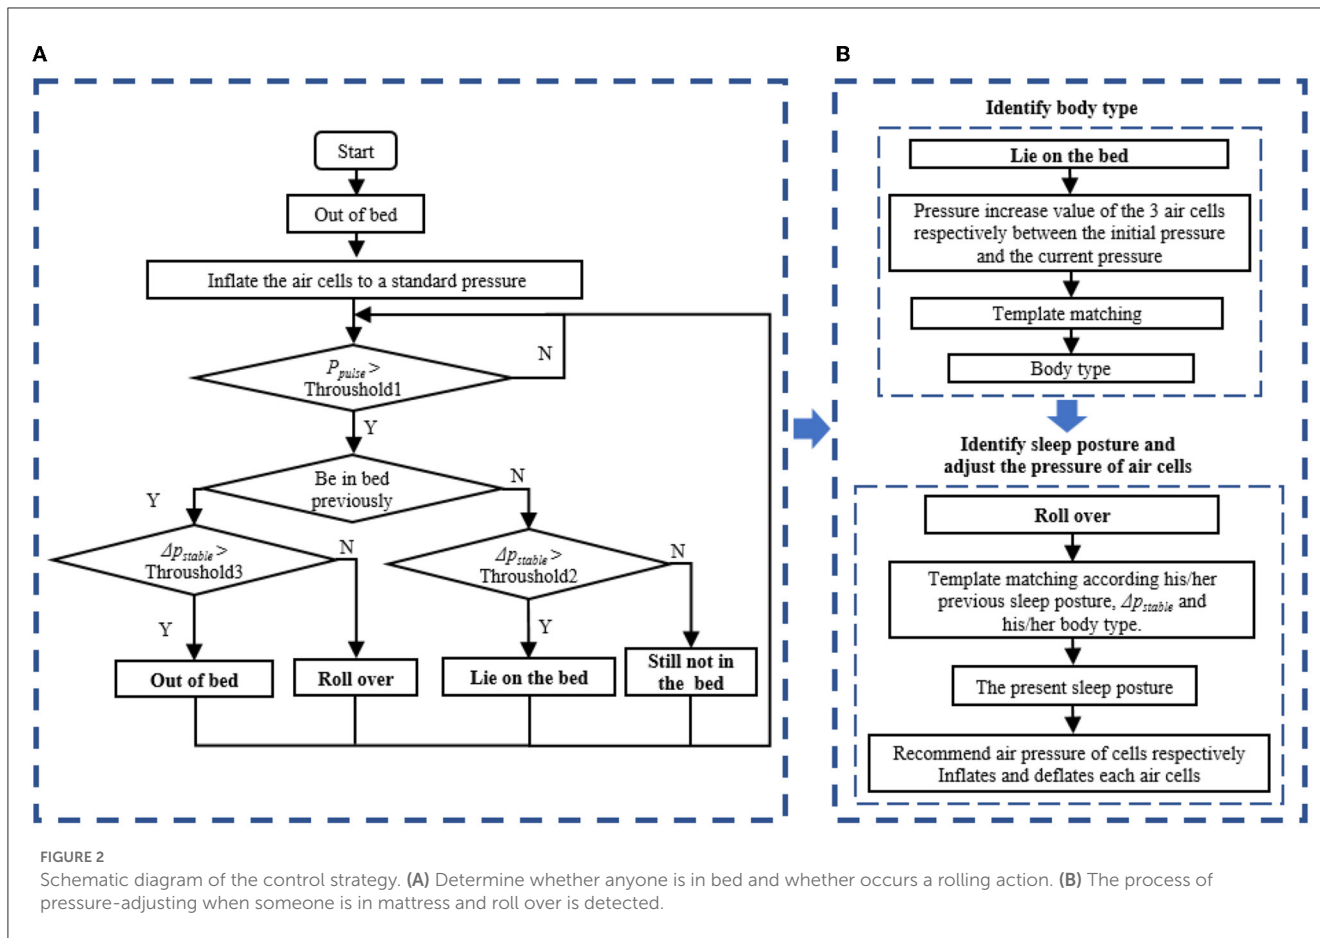 A
Start
Out of bed
Inflate the air cells to a standard pressure
P_pulse >
Throushold1
N
Y
Be in bed
previously
Y
N
Δp_stable >
Throushold3
N
Δp_stable >
Throushold2
N
Y
Y
Out of bed
Roll over
Lie on the bed
Still not in
the bed
B
Identify body type
Lie on the bed
Pressure increase value of the 3 air cells
respectively between the initial pressure
and the current pressure
Template matching
Body type
Identify sleep posture and
adjust the pressure of air cells
Roll over
Template matching according his/her
previous sleep posture, Δp_stable and
his/her body type.
The present sleep posture
Recommend air pressure of cells respectively
Inflates and deflates each air cells
FIGURE 2
Schematic diagram of the control strategy. (A) Determine whether anyone is in bed and whether occurs a rolling action. (B) The process of
pressure-adjusting when someone is in mattress and roll over is detected.